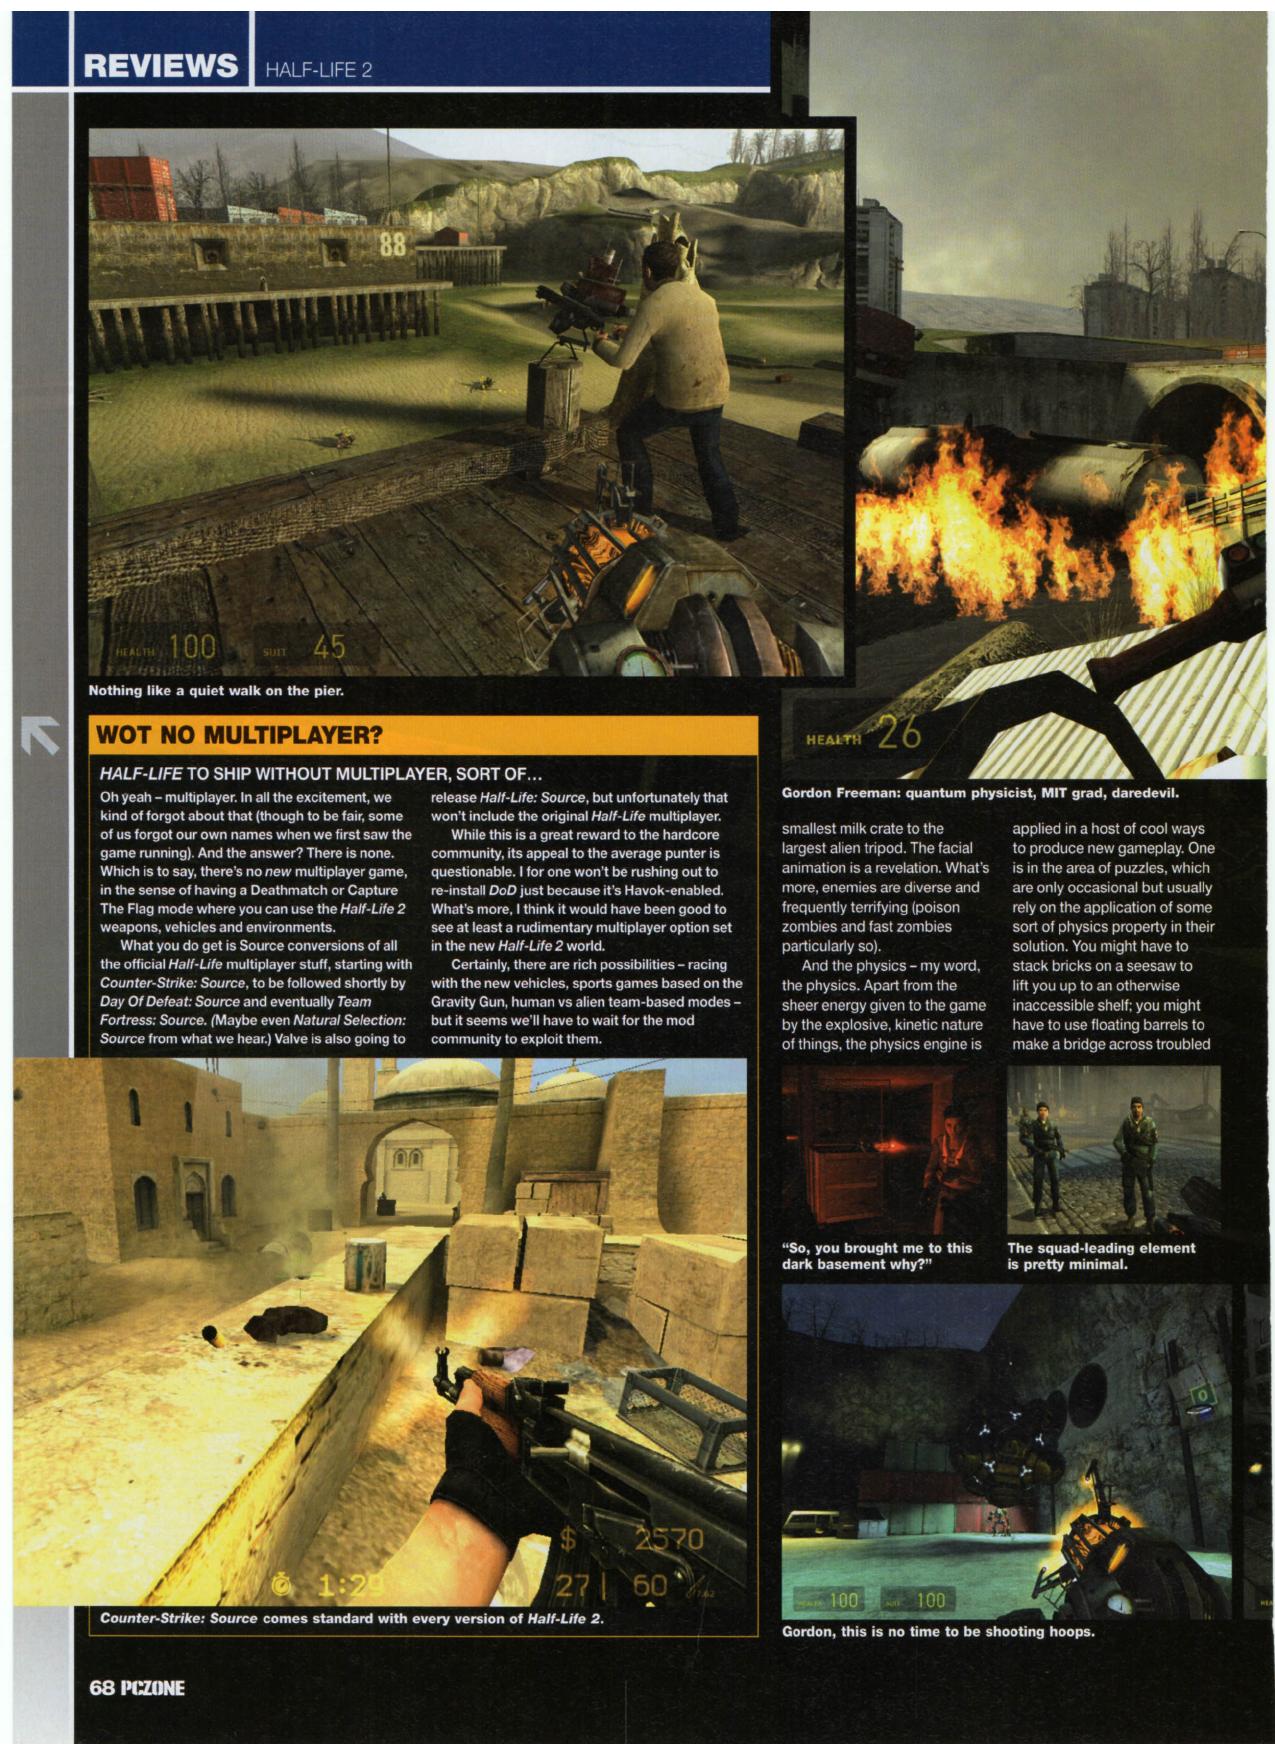 REVIEWS
HALF-LIFE 2
88
HEALTH 100
SUIT 45
Nothing like a quiet walk on the pier.
HEALTH 26
Gordon Freeman: quantum physicist, MIT grad, daredevil.
WOT NO MULTIPLAYER?
HALF-LIFE TO SHIP WITHOUT MULTIPLAYER, SORT OF...
Oh yeah – multiplayer. In all the excitement, we
kind of forgot about that (though to be fair, some
of us forgot our own names when we first saw the
game running). And the answer? There is none.
Which is to say, there's no new multiplayer game,
in the sense of having a Deathmatch or Capture
The Flag mode where you can use the Half-Life 2
weapons, vehicles and environments.
What you do get is Source conversions of all
the official Half-Life multiplayer stuff, starting with
Counter-Strike: Source, to be followed shortly by
Day Of Defeat: Source and eventually Team
Fortress: Source. (Maybe even Natural Selection:
Source from what we hear.) Valve is also going to
release Half-Life: Source, but unfortunately that
won't include the original Half-Life multiplayer.
While this is a great reward to the hardcore
community, its appeal to the average punter is
questionable. I for one won't be rushing out to
re-install DoD just because it's Havok-enabled.
What's more, I think it would have been good to
see at least a rudimentary multiplayer option set
in the new Half-Life 2 world.
Certainly, there are rich possibilities – racing
with the new vehicles, sports games based on the
Gravity Gun, human vs alien team-based modes –
but it seems we'll have to wait for the mod
community to exploit them.
$ 2570
1:29
27 | 60
Counter-Strike: Source comes standard with every version of Half-Life 2.
smallest milk crate to the
largest alien tripod. The facial
animation is a revelation. What's
more, enemies are diverse and
frequently terrifying (poison
zombies and fast zombies
particularly so).
And the physics – my word,
the physics. Apart from the
sheer energy given to the game
by the explosive, kinetic nature
of things, the physics engine is
applied in a host of cool ways
to produce new gameplay. One
is in the area of puzzles, which
are only occasional but usually
rely on the application of some
sort of physics property in their
solution. You might have to
stack bricks on a seesaw to
lift you up to an otherwise
inaccessible shelf; you might
have to use floating barrels to
make a bridge across troubled
"So, you brought me to this
dark basement why?"
The squad-leading element
is pretty minimal.
0
HEALTH 100
SUIT 100
Gordon, this is no time to be shooting hoops.
68 PCZONE